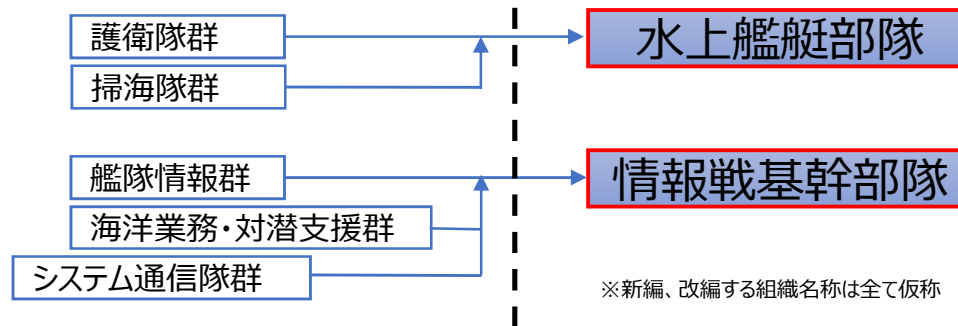 護衛隊群
水上艦艇部隊
掃海隊群
艦隊情報群
情報戦基幹部隊
海洋業務・対潜支援群
システム通信隊群
※新編、改編する組織名称は全て仮称